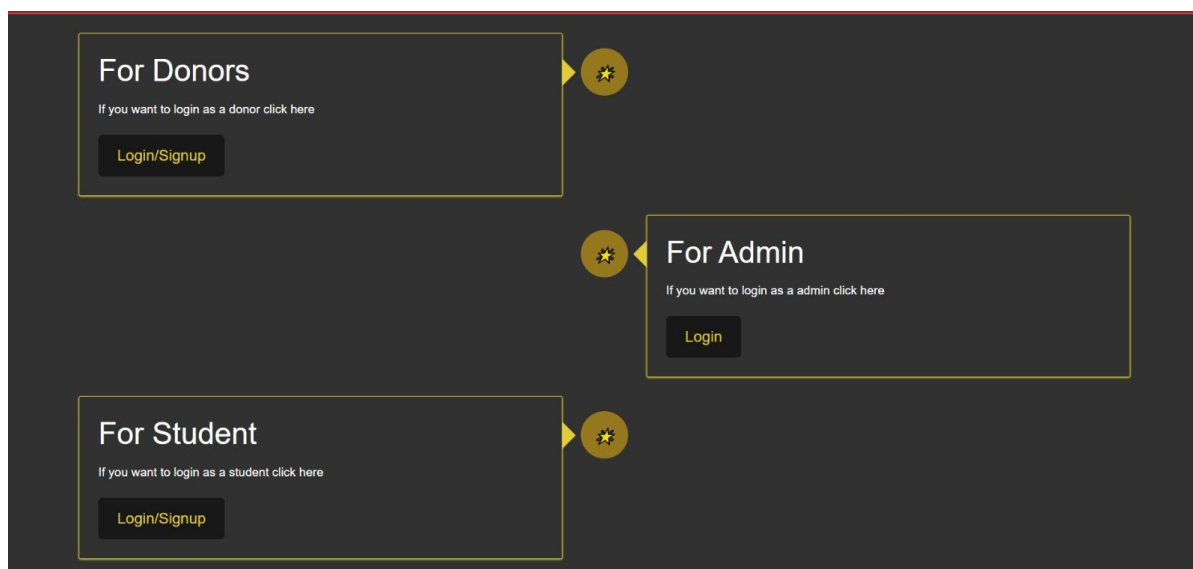 For Donors
If you want to login as a donor click here
Login/Signup
For Admin
If you want to login as a admin click here
Login
For Student
If you want to login as a student click here
Login/Signup